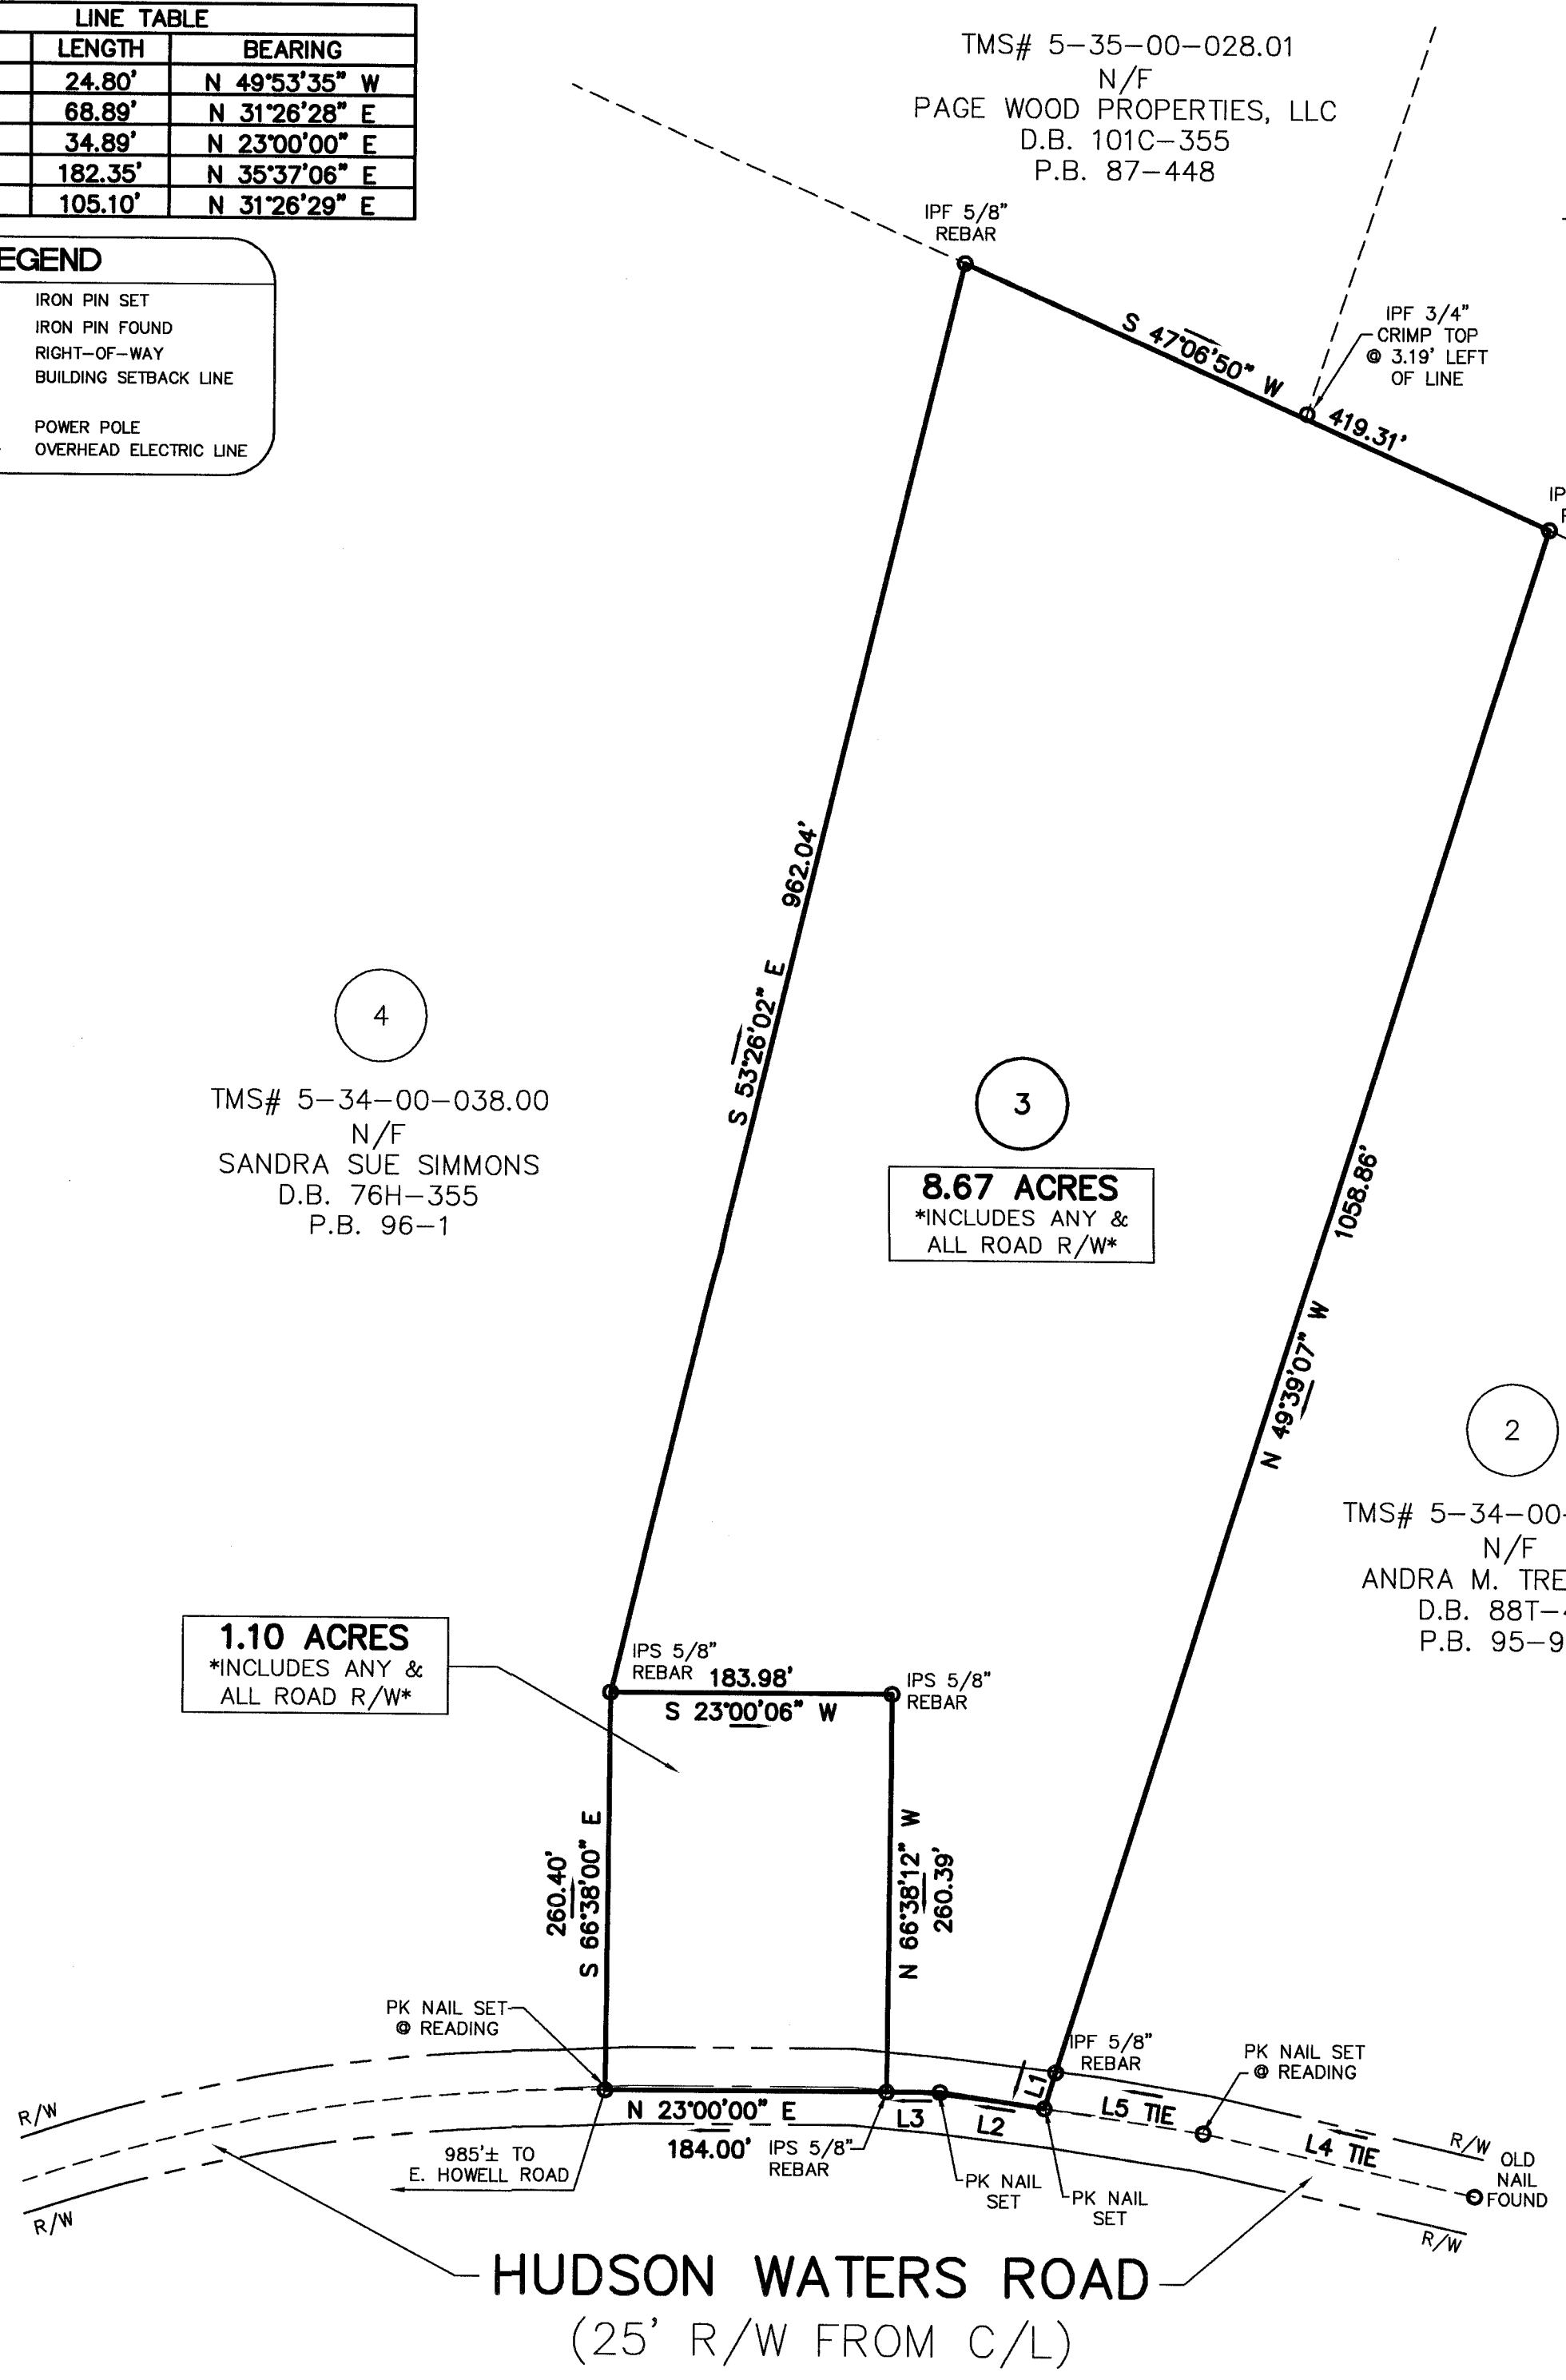 LINE TABLE
LENGTH BEARING
24.80' N 49°53'35" W
68.89' N 31°26'28" E
34.89' N 23°00'00" E
182.35' N 35°37'06" E
105.10' N 31°26'29" E
EGEND
IRON PIN SET
IRON PIN FOUND
RIGHT-OF-WAY
BUILDING SETBACK LINE
POWER POLE
OVERHEAD ELECTRIC LINE
TMS# 5-35-00-028.01
N/F
PAGE WOOD PROPERTIES, LLC
D.B. 101C-355
P.B. 87-448
IPF 5/8"
REBAR
S 47°06'50" W
419.31'
IPF 3/4"
CRIMP TOP
@ 3.19' LEFT
OF LINE
IP
962.04'
S 53°26'02" E
4
TMS# 5-34-00-038.00
N/F
SANDRA SUE SIMMONS
D.B. 76H-355
P.B. 96-1
3
8.67 ACRES
*INCLUDES ANY &
ALL ROAD R/W*
1058.86'
N 49°39'07" W
2
TMS# 5-34-00-
N/F
ANDRA M. TRE
D.B. 88T-
P.B. 95-9
1.10 ACRES
*INCLUDES ANY &
ALL ROAD R/W*
IPS 5/8"
REBAR
183.98'
S 23°00'06" W
IPS 5/8"
REBAR
260.40'
S 66°38'00" E
N 66°38'12" W
260.39'
PK NAIL SET
@ READING
IPF 5/8"
REBAR
PK NAIL SET
@ READING
L1
L5 TIE
L4 TIE
R/W
R/W
N 23°00'00" E
184.00'
L3
L2
985'± TO
E. HOWELL ROAD
IPS 5/8"
REBAR
PK NAIL
SET
PK NAIL
SET
OLD
NAIL
FOUND
R/W
R/W
HUDSON WATERS ROAD
(25' R/W FROM C/L)